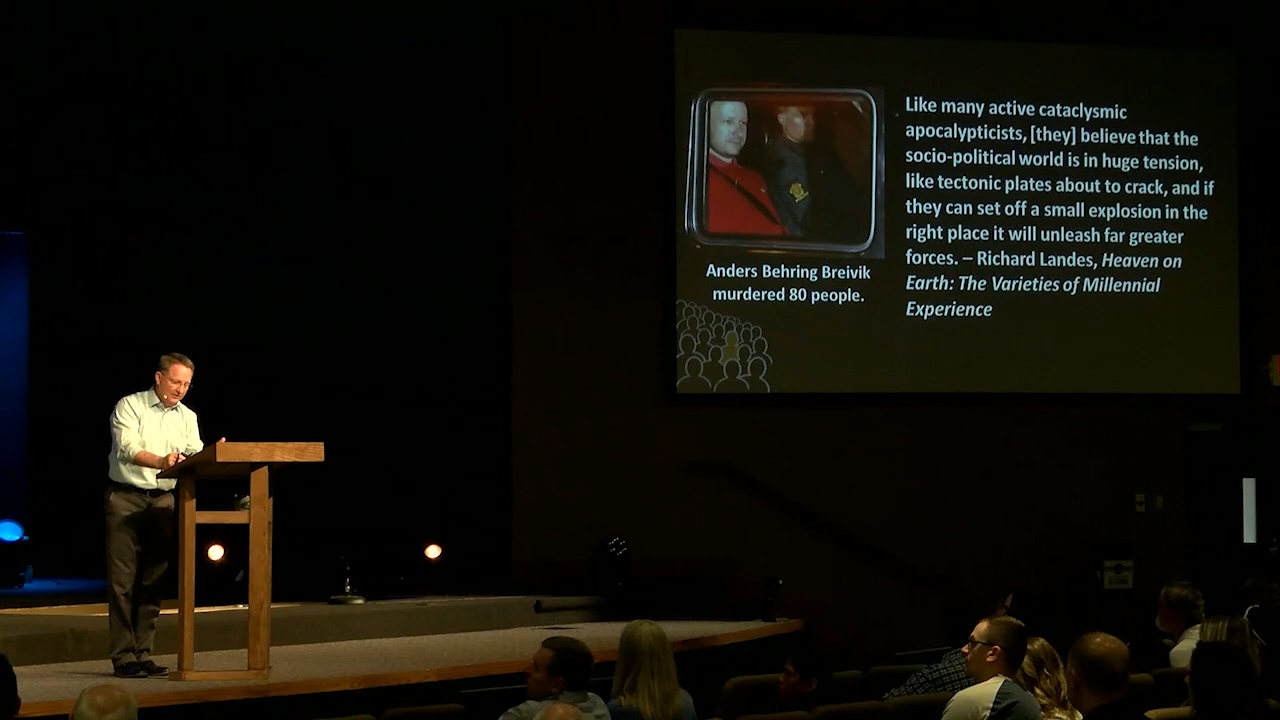 Like many active cataclysmic
apocalypticists, [they] believe that the
socio-political world is in huge tension,
like tectonic plates about to crack, and if
they can set off a small explosion in the
right place it will unleash far greater
forces. – Richard Landes, Heaven on
Earth: The Varieties of Millennial
Experience
Anders Behring Breivik
murdered 80 people.